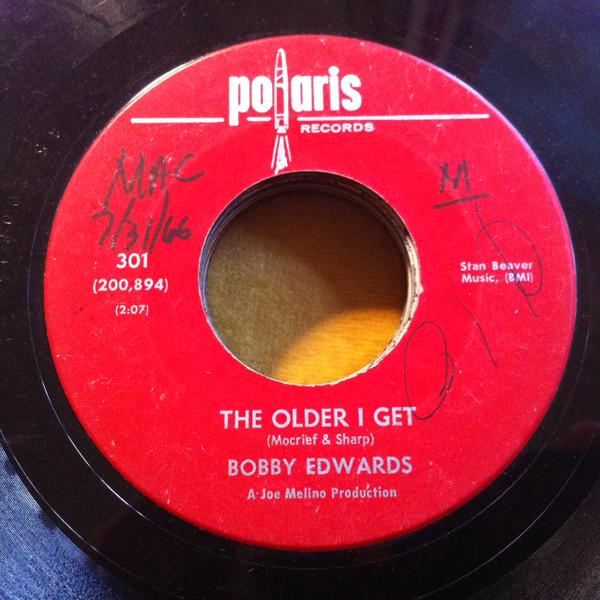 polaris
RECORDS
MAC
7/31/66
M
301
(200,894)
(2:07)
Stan Beaver
Music, (BMI)
THE OLDER I GET
(Mocrief & Sharp)
BOBBY EDWARDS
A Joe Melino Production